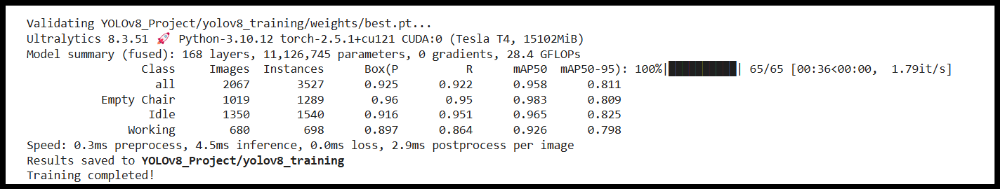 Validating YOLOv8_Project/yolov8_training/weights/best.pt...
Ultralytics 8.3.51 🚀 Python-3.10.12 torch-2.5.1+cu121 CUDA:0 (Tesla T4, 15102MiB)
Model summary (fused): 168 layers, 11,126,745 parameters, 0 gradients, 28.4 GFLOPs
Class Images Instances Box(P R mAP50 mAP50-95): 100%|██████████| 65/65 [00:36<00:00, 1.79it/s]
all 2067 3527 0.925 0.922 0.958 0.811
Empty Chair 1019 1289 0.96 0.95 0.983 0.809
Idle 1350 1540 0.916 0.951 0.965 0.825
Working 680 698 0.897 0.864 0.926 0.798
Speed: 0.3ms preprocess, 4.5ms inference, 0.0ms loss, 2.9ms postprocess per image
Results saved to YOLOv8_Project/yolov8_training
Training completed!